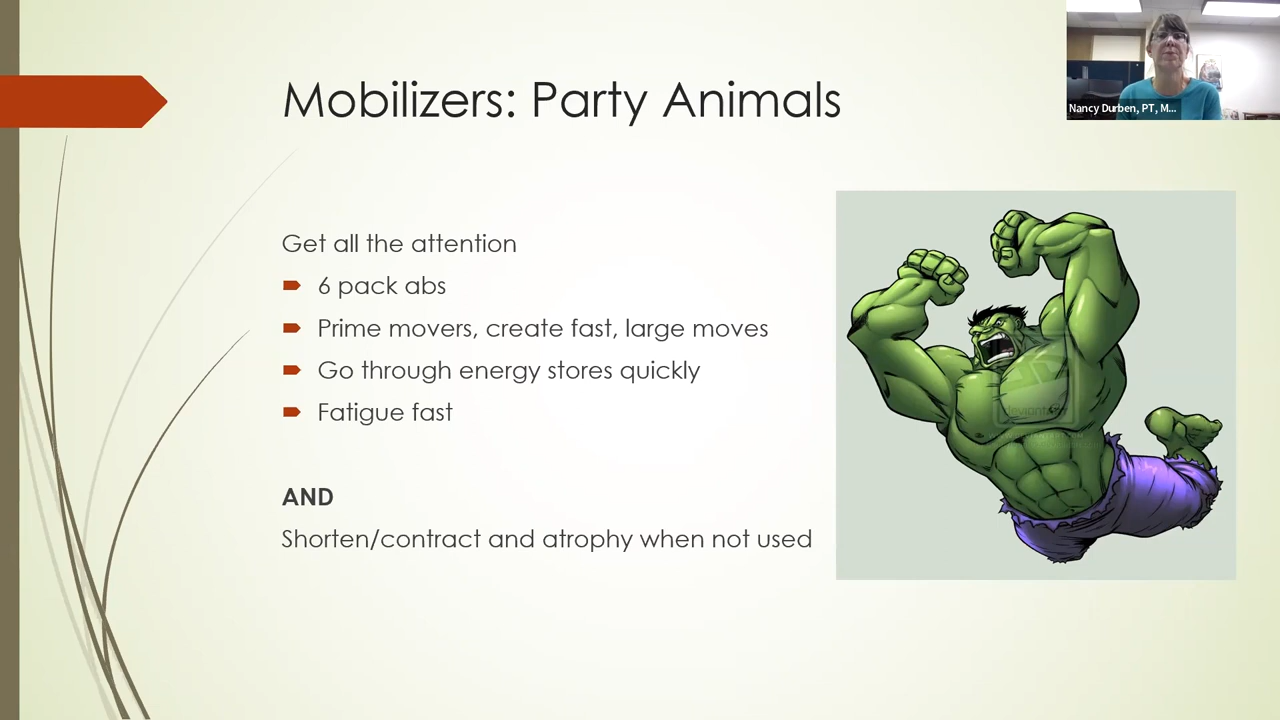 Mobilizers: Party Animals
Nancy Durben, PT, M...
Get all the attention
6 pack abs
Prime movers, create fast, large moves
Go through energy stores quickly
Fatigue fast
AND
Shorten/contract and atrophy when not used